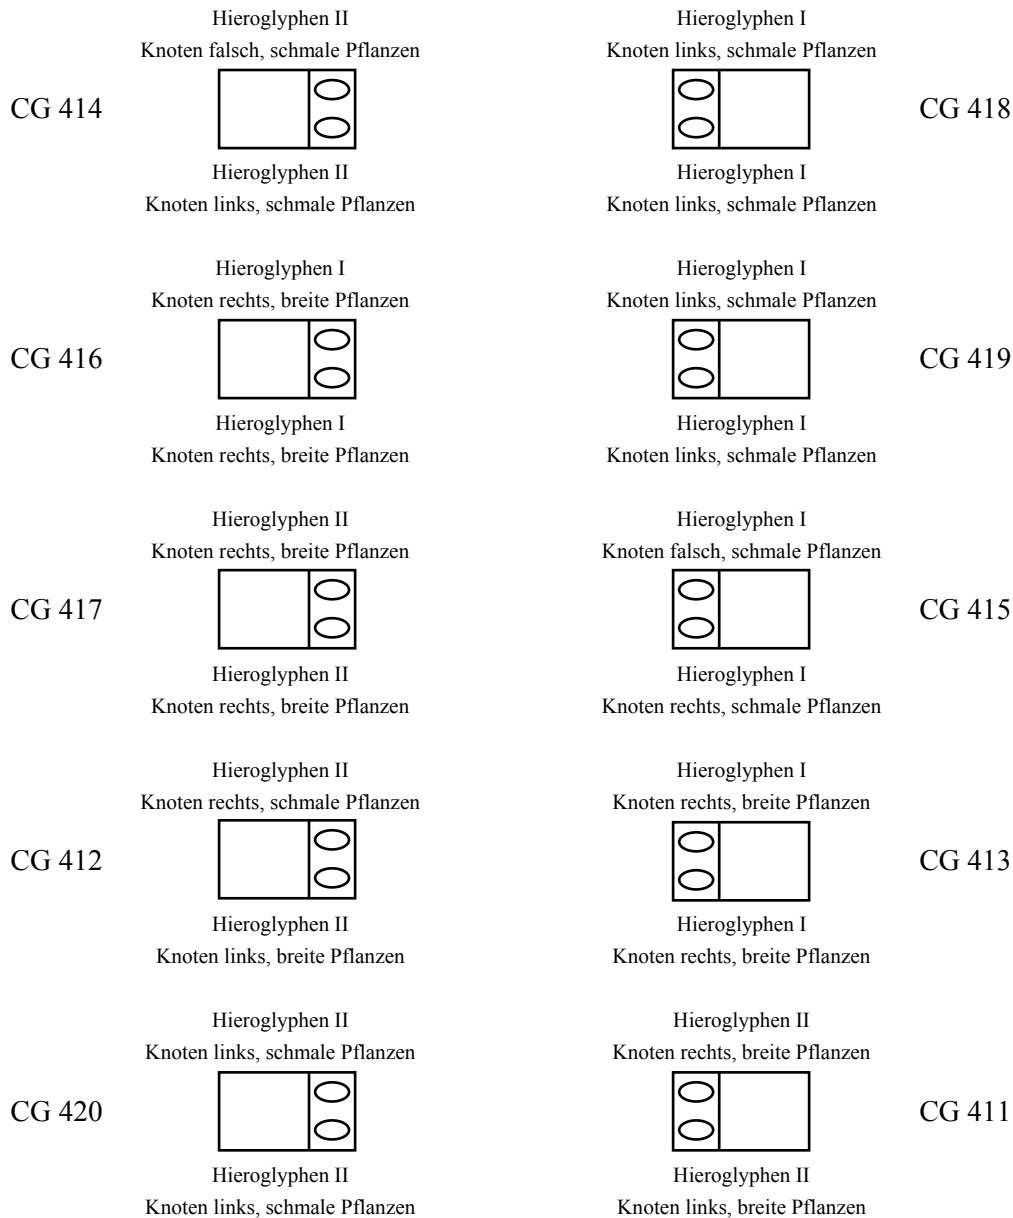 Hieroglyphen II
Knoten falsch, schmale Pflanzen
CG 414
Hieroglyphen II
Knoten links, schmale Pflanzen
Hieroglyphen I
Knoten links, schmale Pflanzen
CG 418
Hieroglyphen I
Knoten links, schmale Pflanzen
Hieroglyphen I
Knoten rechts, breite Pflanzen
CG 416
Hieroglyphen I
Knoten rechts, breite Pflanzen
Hieroglyphen I
Knoten links, schmale Pflanzen
CG 419
Hieroglyphen I
Knoten links, schmale Pflanzen
Hieroglyphen II
Knoten rechts, breite Pflanzen
CG 417
Hieroglyphen II
Knoten rechts, breite Pflanzen
Hieroglyphen I
Knoten falsch, schmale Pflanzen
CG 415
Hieroglyphen I
Knoten rechts, schmale Pflanzen
Hieroglyphen II
Knoten rechts, schmale Pflanzen
CG 412
Hieroglyphen II
Knoten links, breite Pflanzen
Hieroglyphen I
Knoten rechts, breite Pflanzen
CG 413
Hieroglyphen I
Knoten rechts, breite Pflanzen
Hieroglyphen II
Knoten links, schmale Pflanzen
CG 420
Hieroglyphen II
Knoten links, schmale Pflanzen
Hieroglyphen II
Knoten rechts, breite Pflanzen
CG 411
Hieroglyphen II
Knoten links, breite Pflanzen